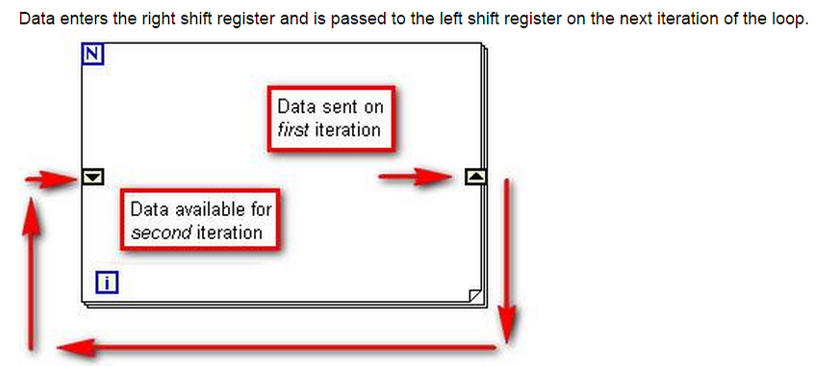 Data enters the right shift register and is passed to the left shift register on the next iteration of the loop.
N
Data sent on
first iteration
Data available for
second iteration
i